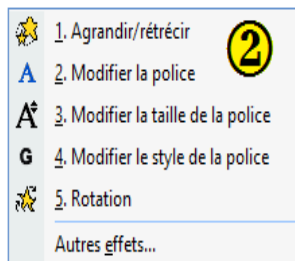 1. Agrandir/rétrécir
2
A 2. Modifier la police
A 3. Modifier la taille de la police
G 4. Modifier le style de la police
5. Rotation
Autres effets...